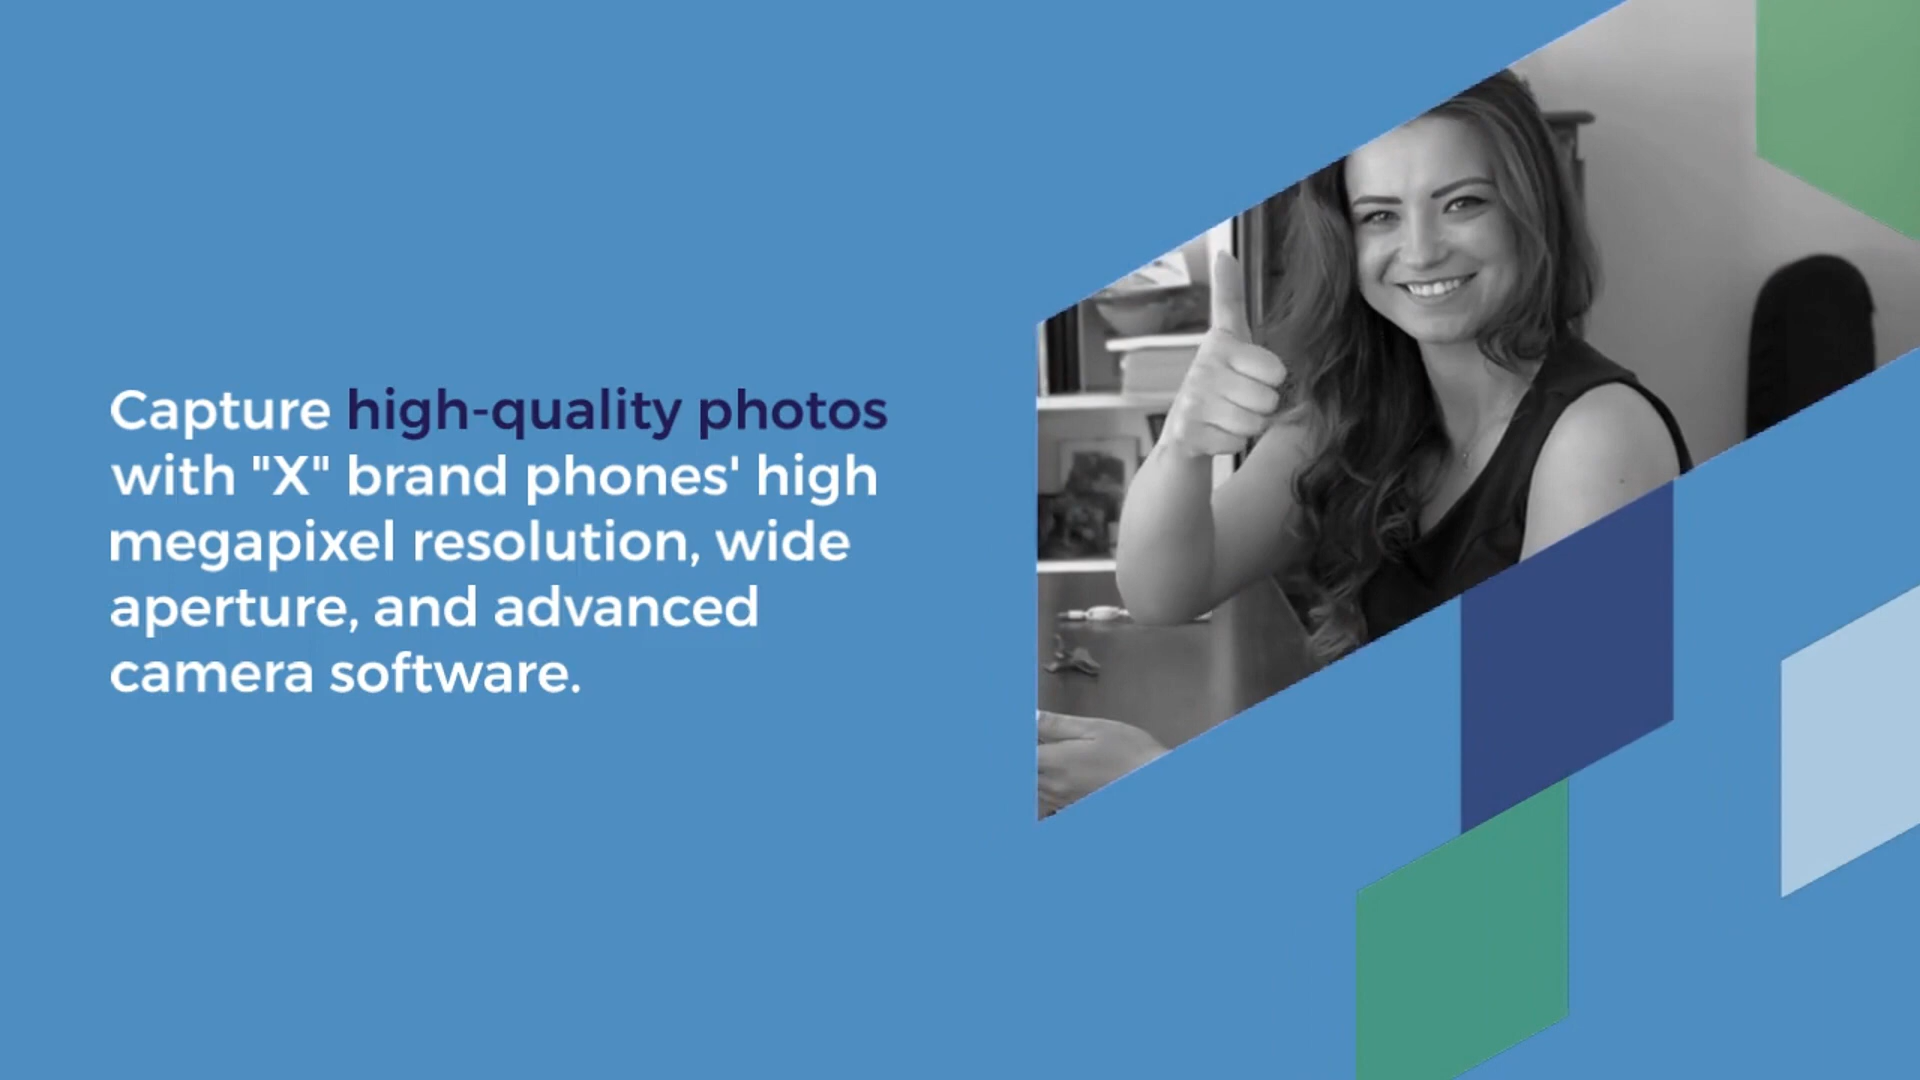 Capture high-quality photos
with "X" brand phones' high
megapixel resolution, wide
aperture, and advanced
camera software.